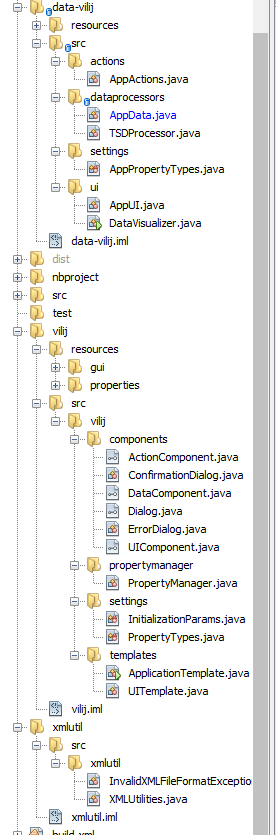 data-vilij
resources
src
actions
AppActions.java
dataprocessors
AppData.java
TSDProcessor.java
settings
AppPropertyTypes.java
ui
AppUI.java
DataVisualizer.java
data-vilij.iml
dist
nbproject
src
test
vilij
resources
gui
properties
src
vilij
components
ActionComponent.java
ConfirmationDialog.java
DataComponent.java
Dialog.java
ErrorDialog.java
UIComponent.java
propertymanager
PropertyManager.java
settings
InitializationParams.java
PropertyTypes.java
templates
ApplicationTemplate.java
UITemplate.java
vilij.iml
xmlutil
src
xmlutil
InvalidXMLFileFormatExceptio
XMLUtilities.java
xmlutil.iml
build.xml